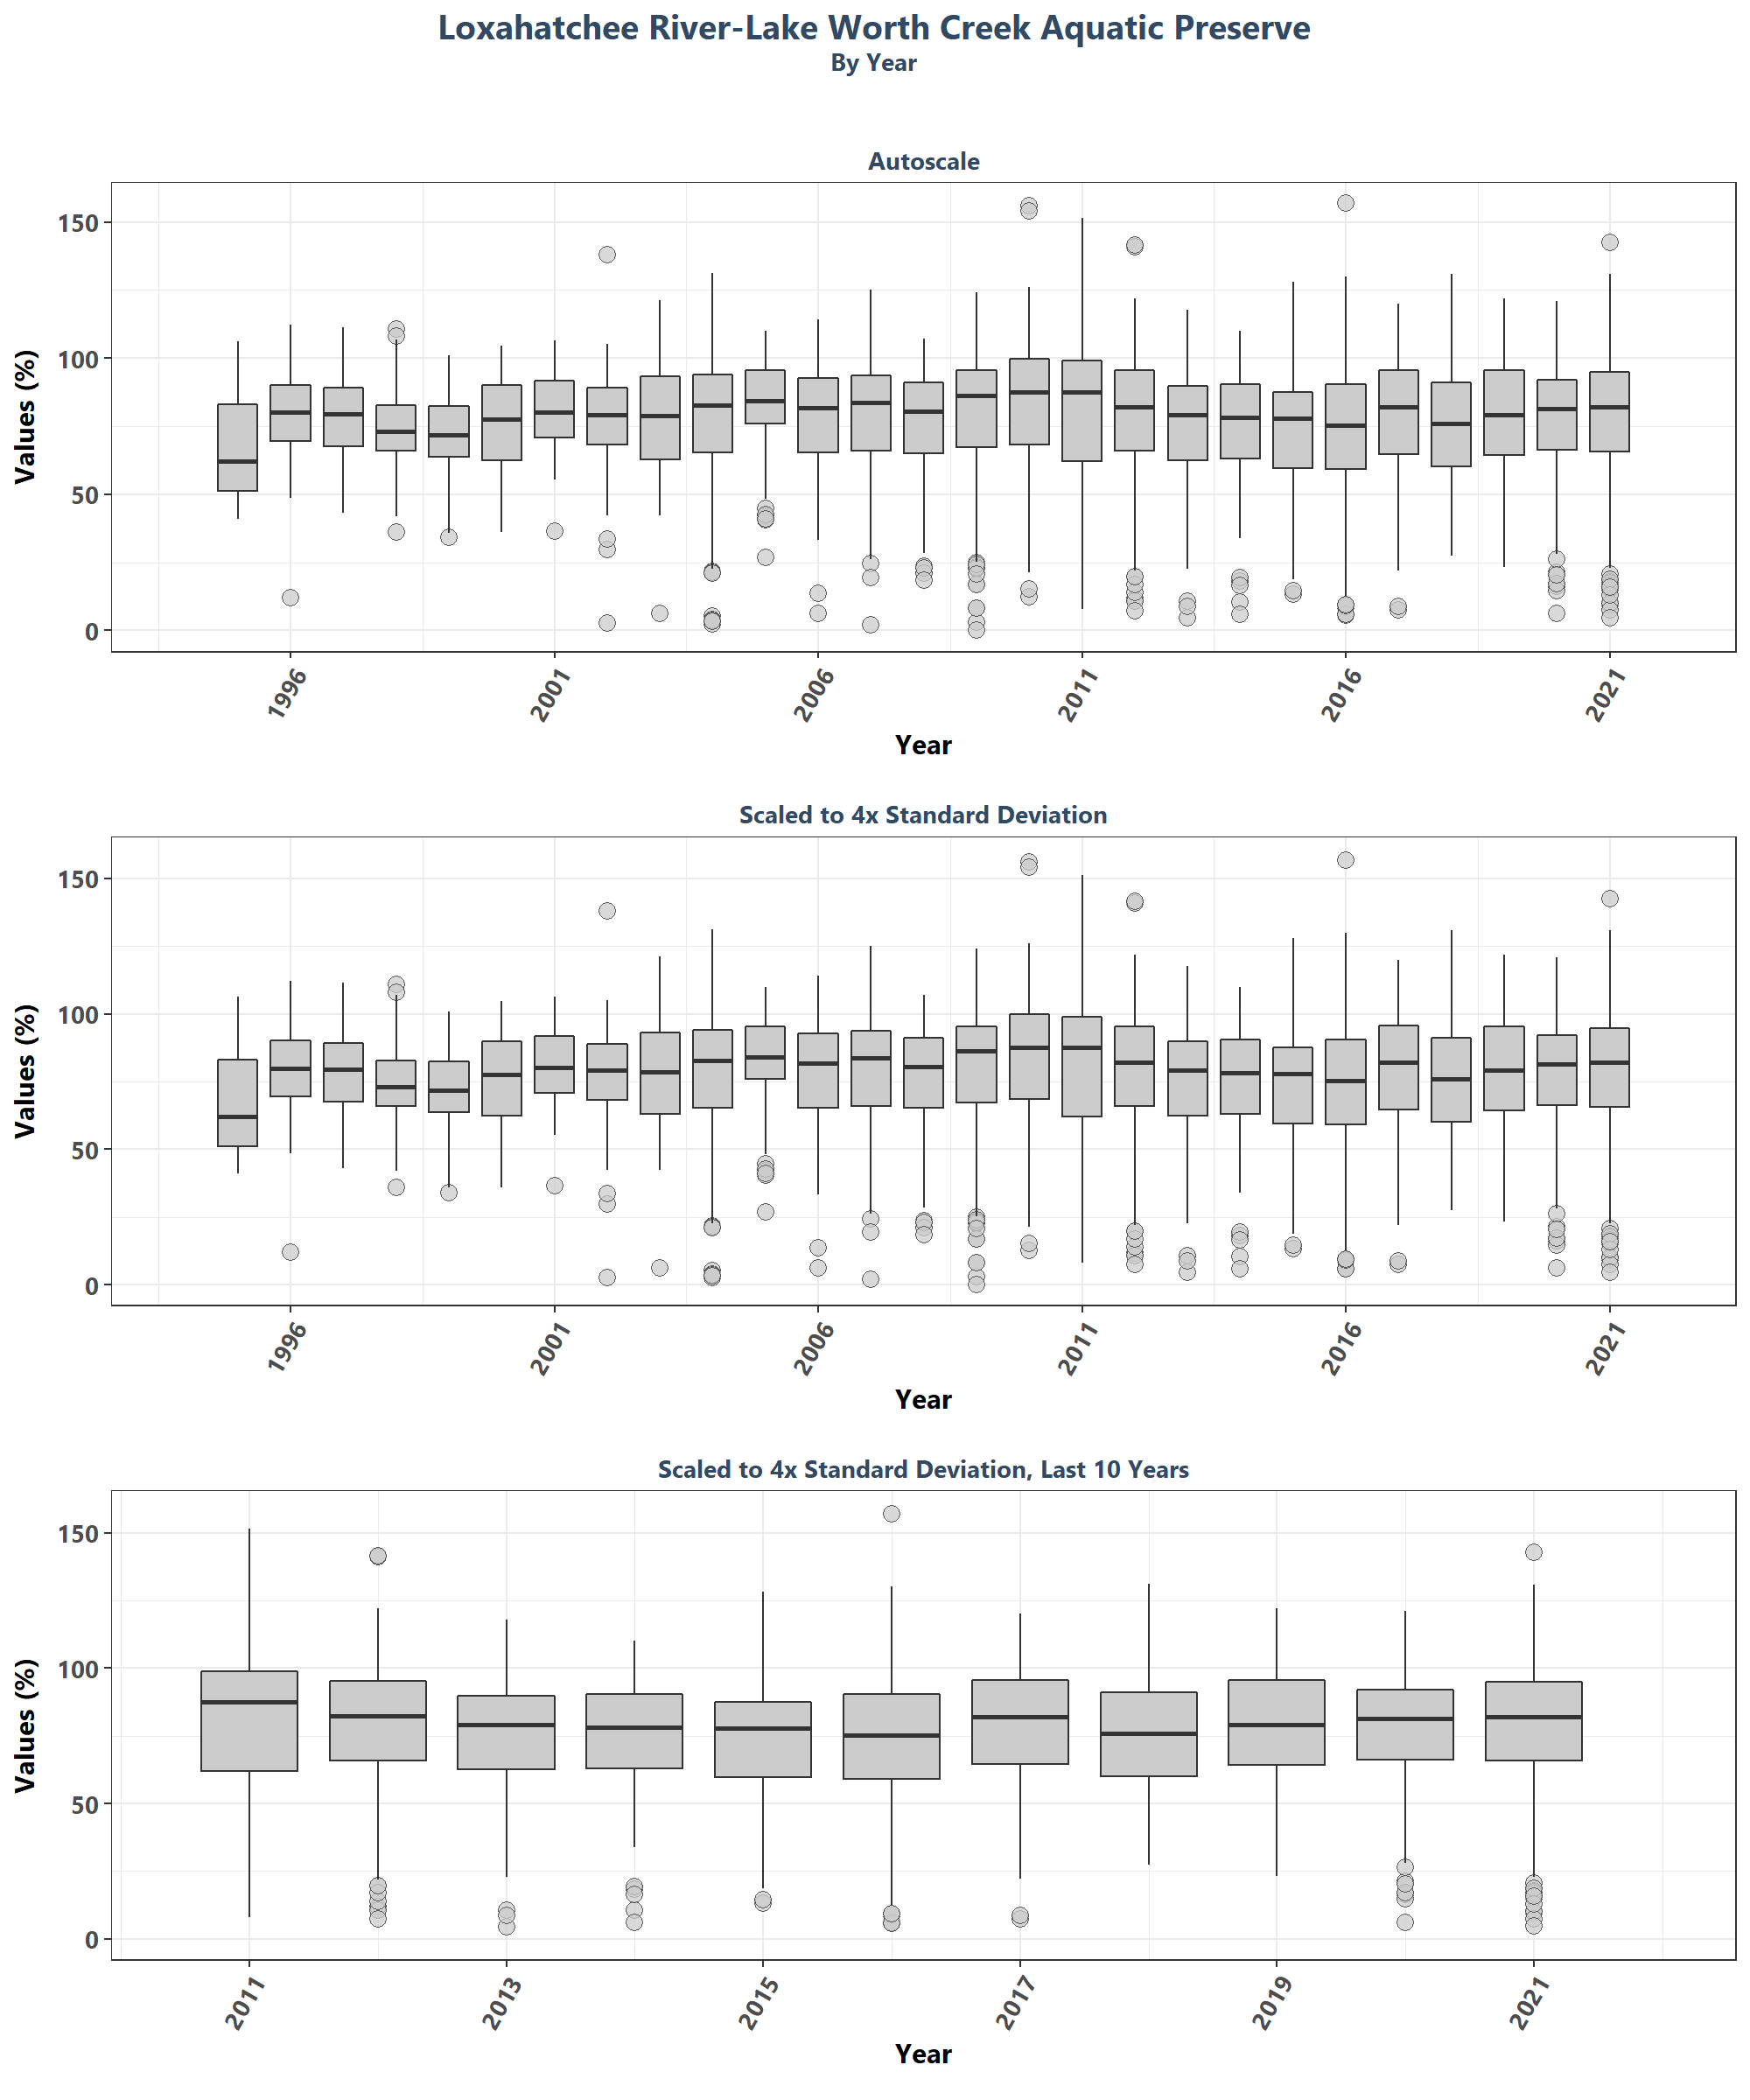 Loxahatchee River-Lake Worth Creek Aquatic Preserve
By Year
Autoscale
Values (%)
150
100
50
0
1996
2001
2006
2011
2016
2021
Year
Scaled to 4x Standard Deviation
Values (%)
150
100
50
0
1996
2001
2006
2011
2016
2021
Year
Scaled to 4x Standard Deviation, Last 10 Years
Values (%)
150
100
50
0
2011
2013
2015
2017
2019
2021
Year